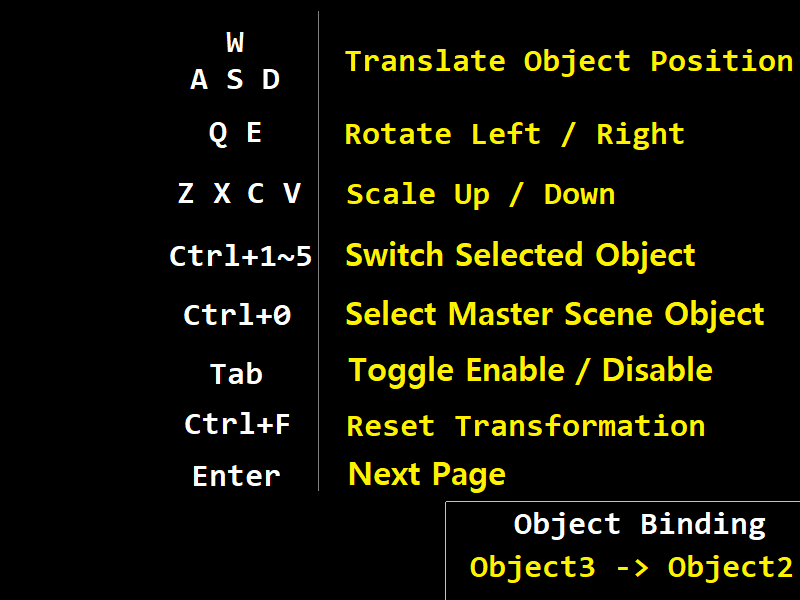 W
A S D
Translate Object Position
Q E
Rotate Left / Right
Z X C V
Scale Up / Down
Ctrl+1~5
Switch Selected Object
Ctrl+0
Select Master Scene Object
Tab
Toggle Enable / Disable
Ctrl+F
Reset Transformation
Enter
Next Page
Object Binding
Object3 -> Object2